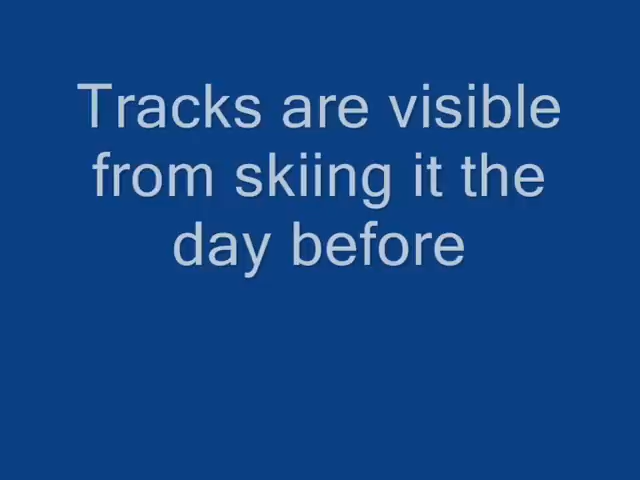 Tracks are visible
from skiing it the
day before